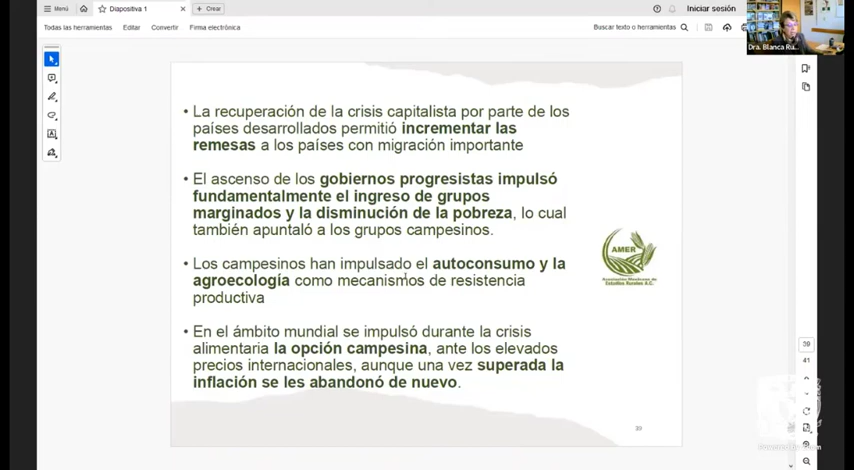 Menú
Diapositiva 1
+ Crear
Iniciar sesión
Todas las herramientas
Editar
Convertir
Firma electrónica
Buscar texto o herramientas
Dra. Blanca Ru...
• La recuperación de la crisis capitalista por parte de los
países desarrollados permitió incrementar las
remesas a los países con migración importante
• El ascenso de los gobiernos progresistas impulsó
fundamentalmente el ingreso de grupos
marginados y la disminución de la pobreza, lo cual
también apuntaló a los grupos campesinos.
• Los campesinos han impulsado el autoconsumo y la
agroecología como mecanismos de resistencia
productiva
• En el ámbito mundial se impulsó durante la crisis
alimentaria la opción campesina, ante los elevados
precios internacionales, aunque una vez superada la
inflación se les abandonó de nuevo.
AMER
Asociación Mexicana de
Estudios Rurales A.C.
39
39
41